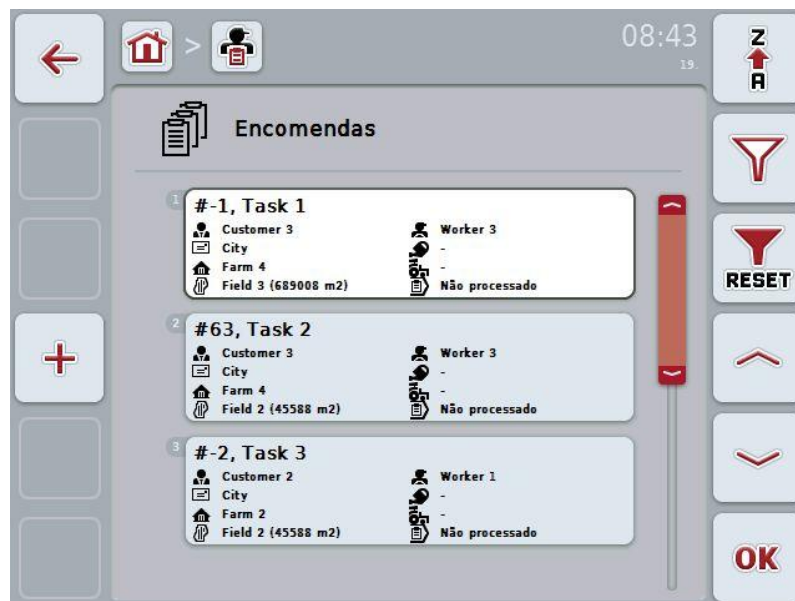 >
08:43
19.
Z
A
Encomendas
1
#-1, Task 1
Customer 3
Worker 3
City
-
Farm 4
-
Field 3 (689008 m2)
Não processado
RESET
2
#63, Task 2
Customer 3
Worker 3
City
-
Farm 4
-
Field 2 (45588 m2)
Não processado
3
#-2, Task 3
Customer 2
Worker 1
City
-
Farm 2
-
Field 2 (45588 m2)
Não processado
OK